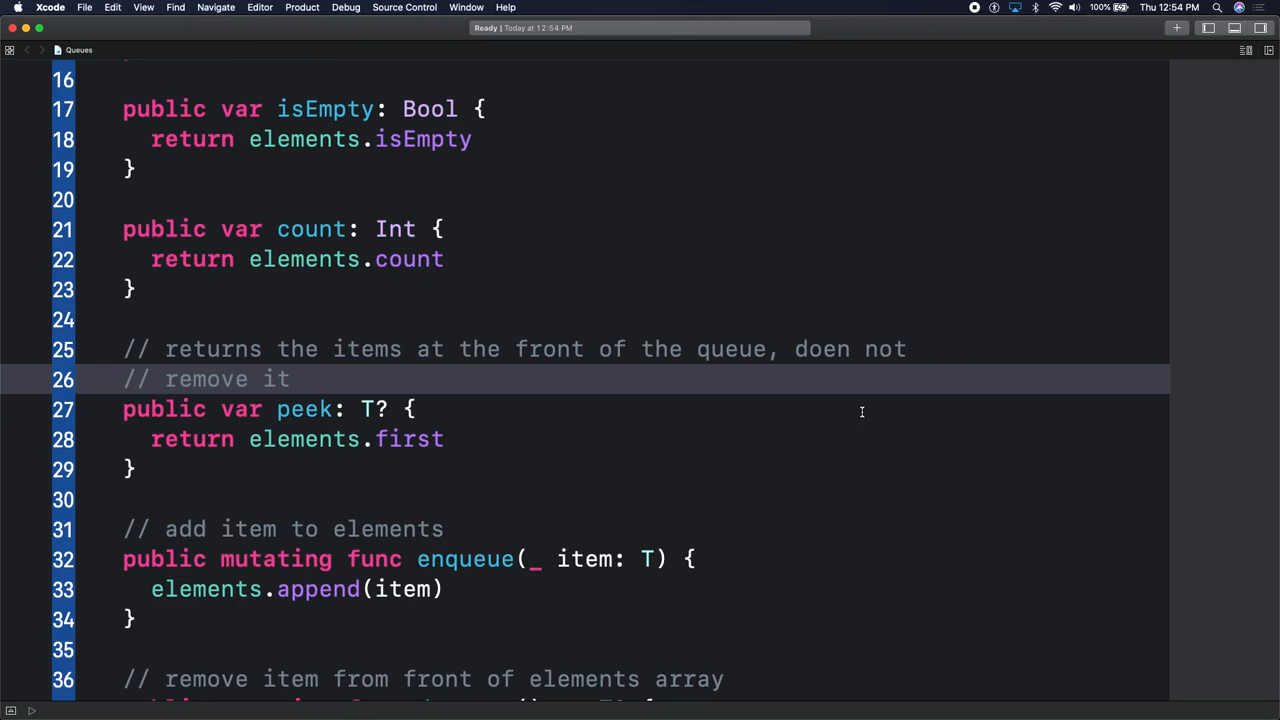 Xcode File Edit View Find Navigate Editor Product Debug Source Control Window Help 100% Thu 12:54 PM
Ready | Today at 12:54 PM
Queues
16
17 public var isEmpty: Bool {
18 return elements.isEmpty
19 }
20
21 public var count: Int {
22 return elements.count
23 }
24
25 // returns the items at the front of the queue, doen not
26 // remove it
27 public var peek: T? {
28 return elements.first
29 }
30
31 // add item to elements
32 public mutating func enqueue(_ item: T) {
33 elements.append(item)
34 }
35
36 // remove item from front of elements array